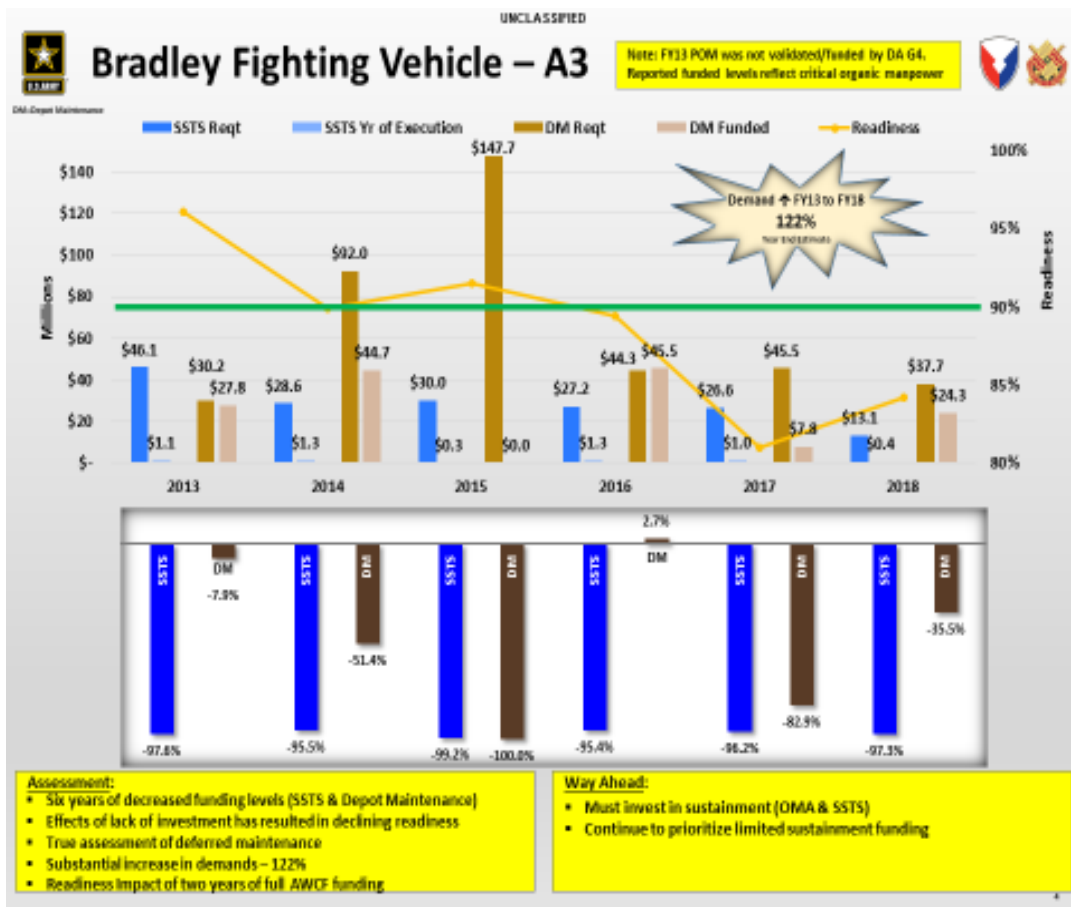 UNCLASSIFIED
Bradley Fighting Vehicle – A3
Note: FY13 POM was not validated/funded by DA G4.
Reported funded levels reflect critical organic manpower
U.S. ARMY
DM-Depot Maintenance
SSTS Reqt SSTS Yr of Execution DM Reqt DM Funded Readiness
$147.7
100%
$140
Demand ↑ FY13 to FY18
122%
Year End Estimate
$120
95%
$100
$92.0
Millions
Readiness
$80
90%
$60
$46.1 $30.2 $27.8 $28.6 $44.7 $30.0 $27.2 $44.3 $45.5 $26.6 $45.5 $37.7
$40
85%
$24.3
$20
$1.1 $1.3 $0.3 $0.0 $1.3 $1.0 $7.8 $13.1 $0.4
$-
80%
2013 2014 2015 2016 2017 2018
2.7%
SSTS DM SSTS DM SSTS DM SSTS DM SSTS DM SSTS DM
-7.9%
-35.5%
-51.4%
-82.9%
-97.6% -95.5% -99.2% -100.0% -95.4% -96.2% -97.3%
Assessment:
▪ Six years of decreased funding levels (SSTS & Depot Maintenance)
▪ Effects of lack of investment has resulted in declining readiness
▪ True assessment of deferred maintenance
▪ Substantial increase in demands – 122%
▪ Readiness Impact of two years of full AWCF funding
Way Ahead:
▪ Must invest in sustainment (OMA & SSTS)
▪ Continue to prioritize limited sustainment funding